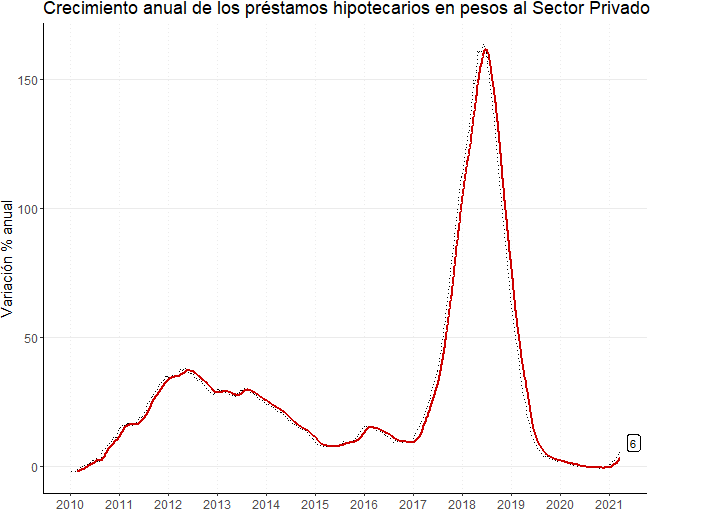 Crecimiento anual de los préstamos hipotecarios en pesos al Sector Privado
Variación % anual
150
100
50
0
6
2010 2011 2012 2013 2014 2015 2016 2017 2018 2019 2020 2021